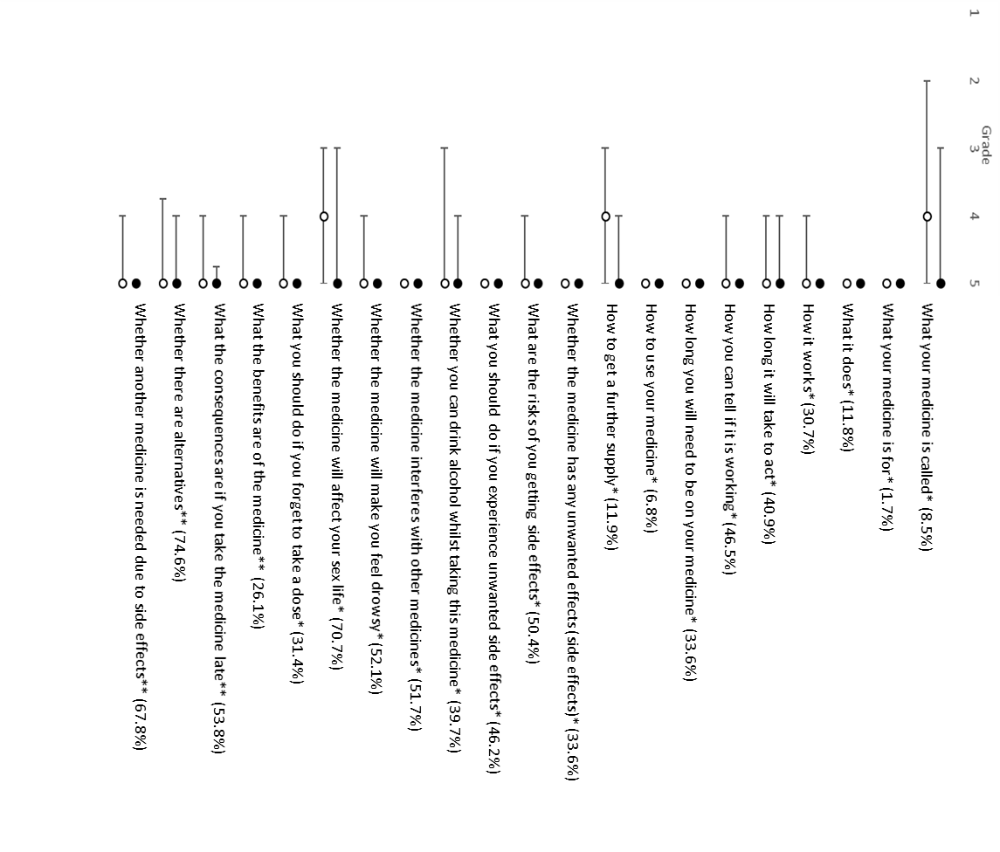 Grade
1
2
3
4
5
What your medicine is called* (8.5%)
What your medicine is for* (1.7%)
What it does* (11.8%)
How it works* (30.7%)
How long it will take to act* (40.9%)
How you can tell if it is working* (46.5%)
How long you will need to be on your medicine* (33.6%)
How to use your medicine* (6.8%)
How to get a further supply* (11.9%)
Whether the medicine has any unwanted effects (side effects)* (33.6%)
What are the risks of you getting side effects* (50.4%)
What you should do if you experience unwanted side effects* (46.2%)
Whether you can drink alcohol whilst taking this medicine* (39.7%)
Whether the medicine interferes with other medicines* (51.7%)
Whether the medicine will make you feel drowsy* (52.1%)
Whether the medicine will affect your sex life* (70.7%)
What you should do if you forget to take a dose* (31.4%)
What the benefits are of the medicine** (26.1%)
What the consequences are if you take the medicine late** (53.8%)
Whether there are alternatives** (74.6%)
Whether another medicine is needed due to side effects** (67.8%)